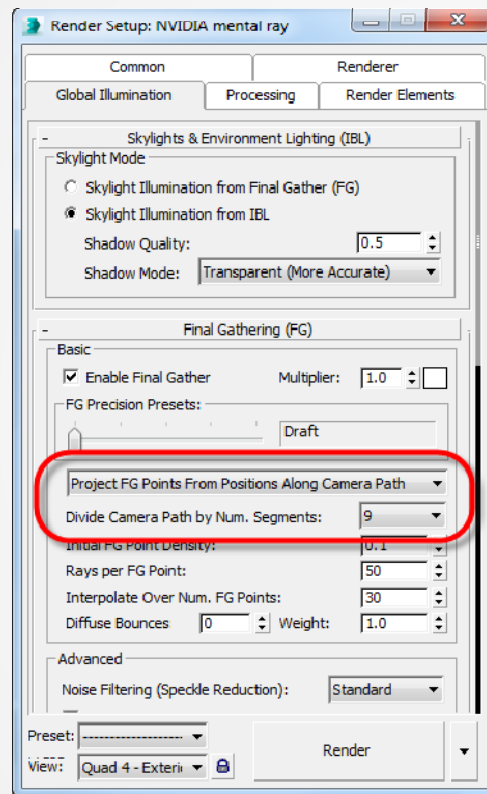 Render Setup: NVIDIA mental ray
Common Renderer
Global Illumination Processing Render Elements
- Skylights & Environment Lighting (IBL)
Skylight Mode
Skylight Illumination from Final Gather (FG)
Skylight Illumination from IBL
Shadow Quality: 0.5
Shadow Mode: Transparent (More Accurate)
- Final Gathering (FG)
Basic
Enable Final Gather Multiplier: 1.0
FG Precision Presets:
Draft
Project FG Points From Positions Along Camera Path
Divide Camera Path by Num. Segments: 9
Initial FG Point Density: 0.1
Rays per FG Point: 50
Interpolate Over Num. FG Points: 30
Diffuse Bounces 0 Weight: 1.0
Advanced
Noise Filtering (Speckle Reduction): Standard
Preset: -----------------
View: Quad 4 - Exteri
Render